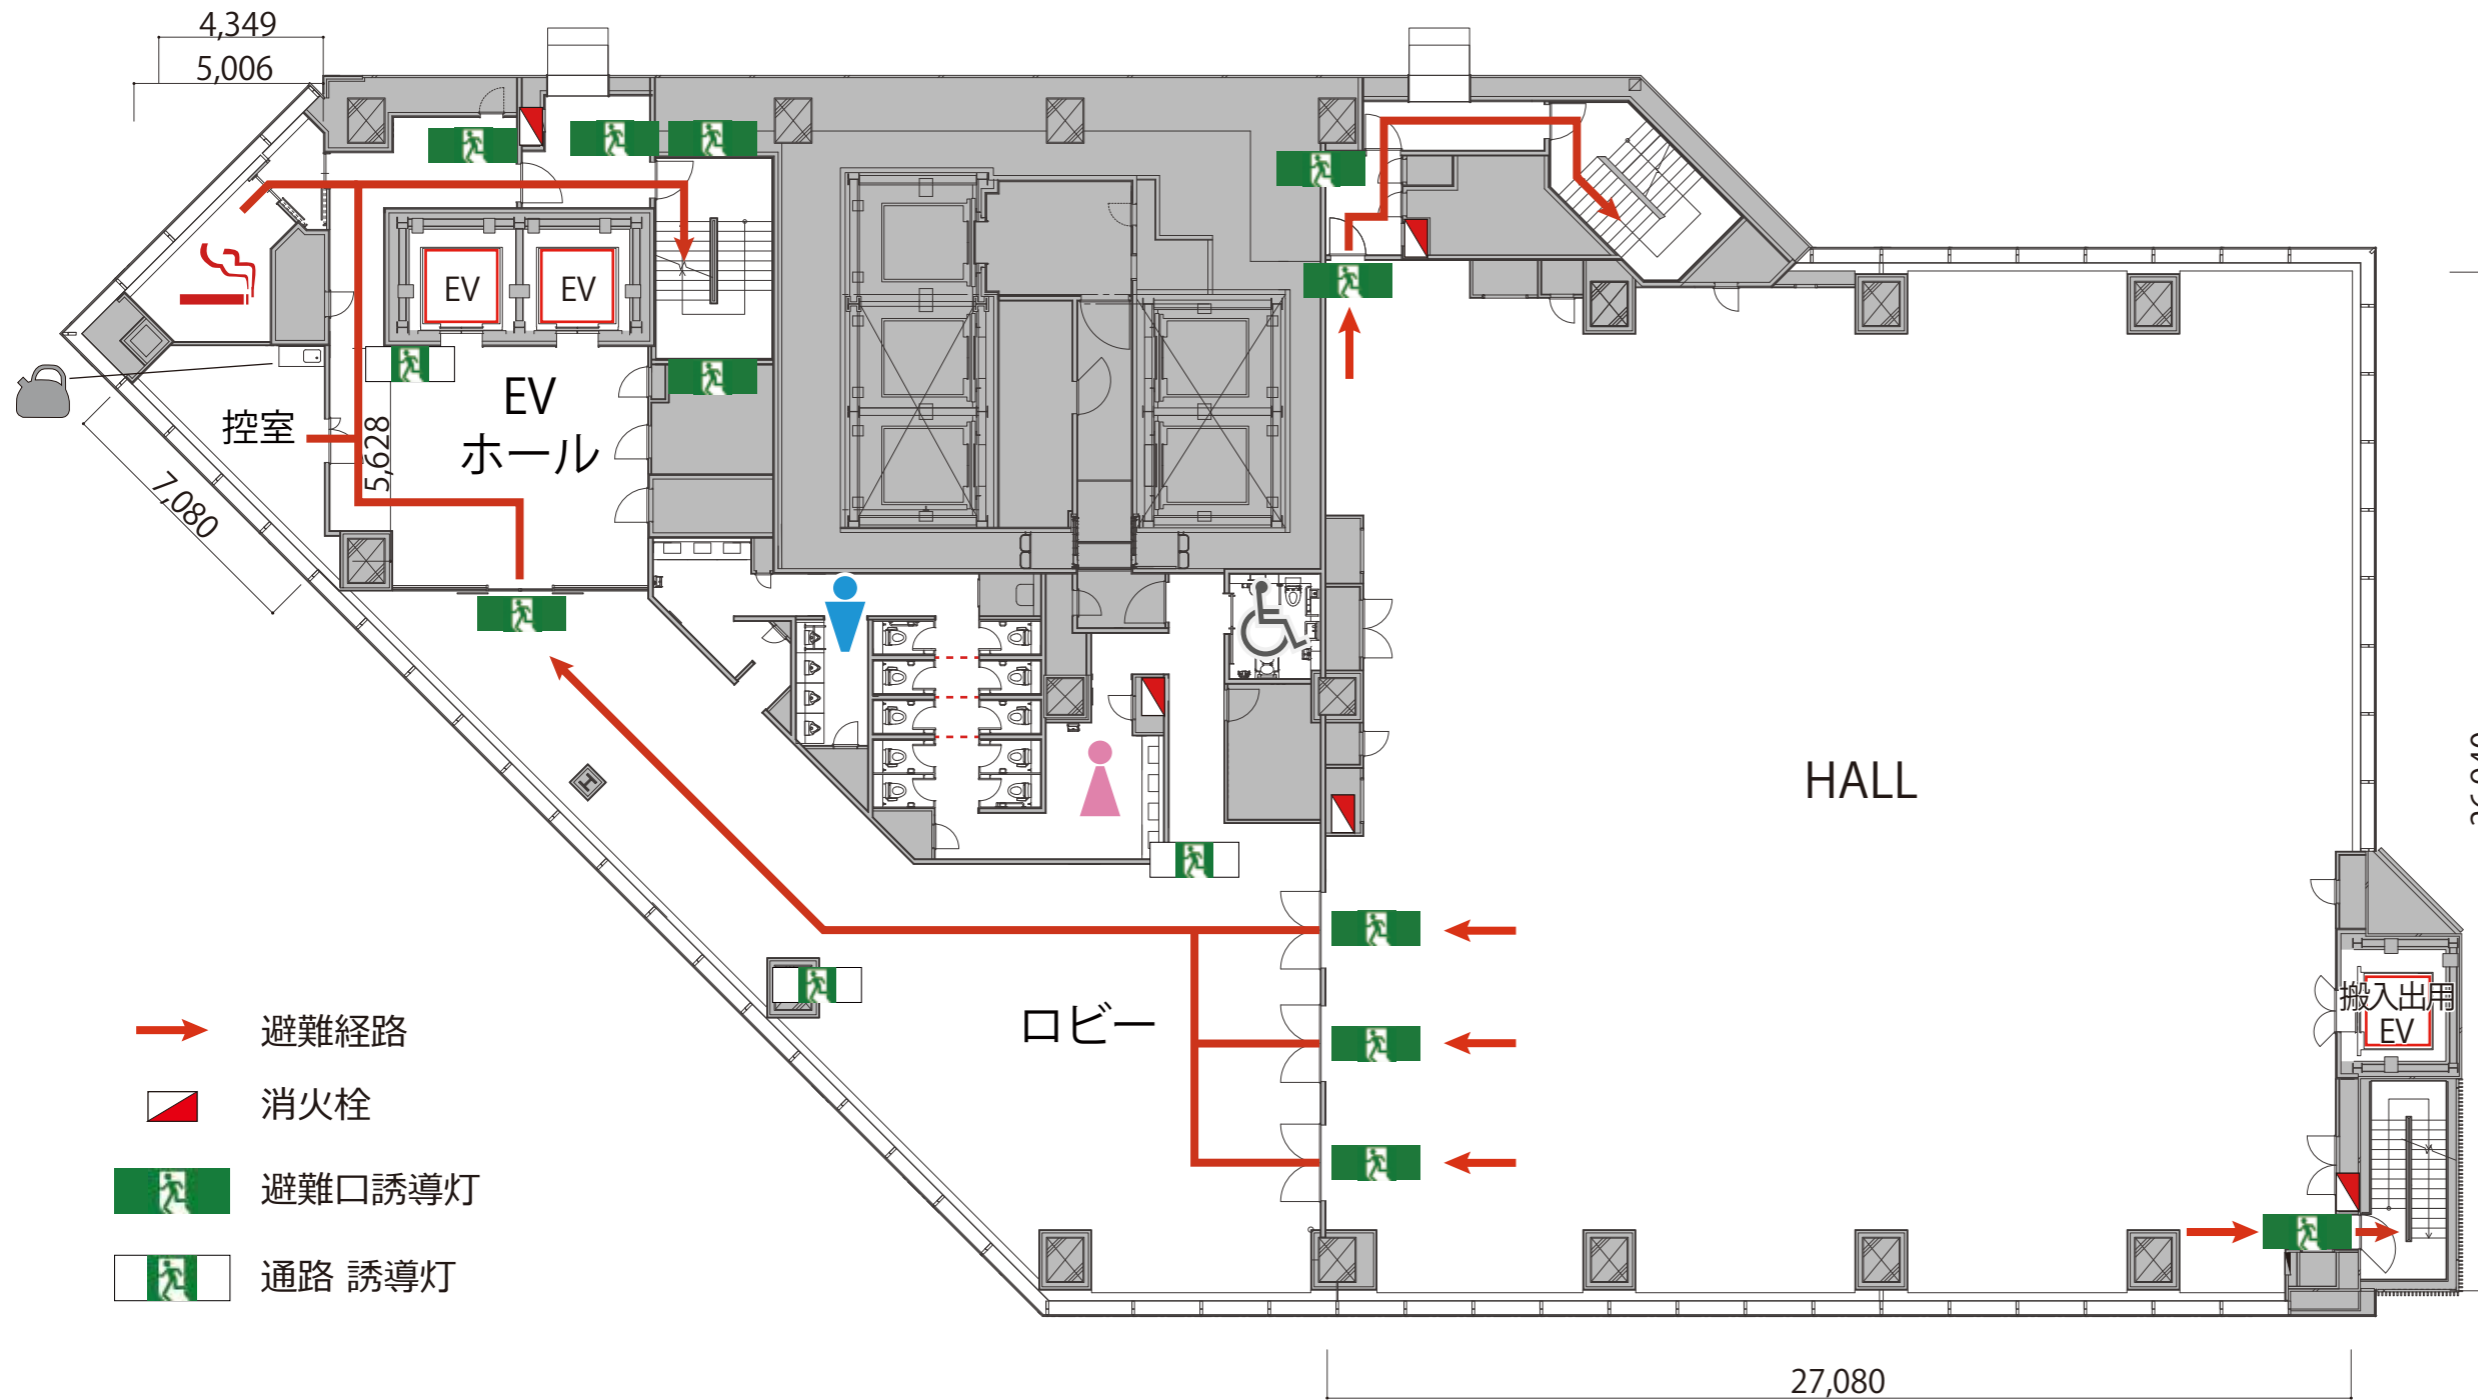 4,349
5,006
EV
EV
EV
ホール
控室
5,628
7,080
HALL
ロビー
搬入出用
EV
避難経路
消火栓
避難口誘導灯
通路 誘導灯
27,080